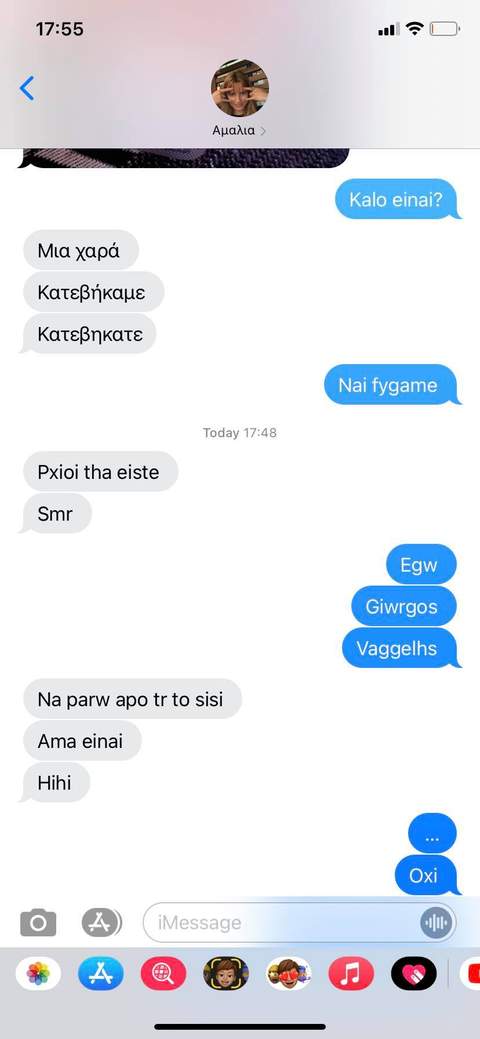 17:55
Αμαλια
Kalo einai?
Μια χαρά
Κατεβήκαμε
Κατεβηκατε
Nai fygame
Today 17:48
Pxioi tha eiste
Smr
Egw
Giwrgos
Vaggelhs
Na parw apo tr to sisi
Ama einai
Hihi
...
Oxi
iMessage